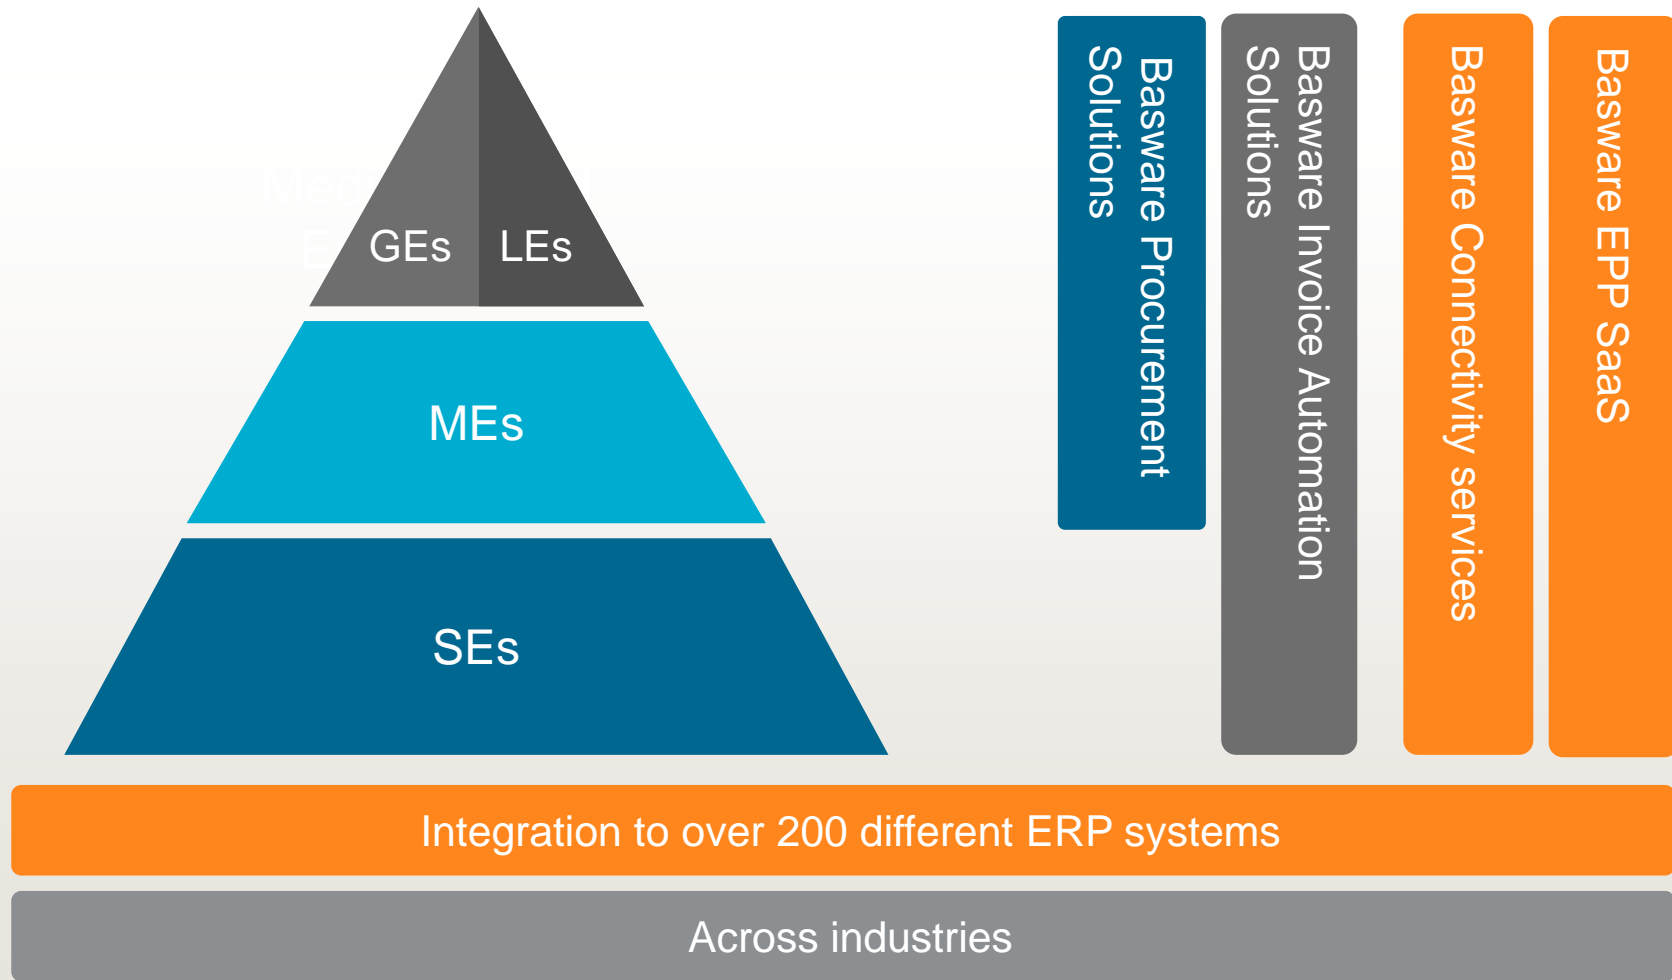 GEs
LEs
MEs
SEs
Basware Procurement
Solutions
Basware Invoice Automation
Solutions
Basware Connectivity services
Basware EPP SaaS
Integration to over 200 different ERP systems
Across industries